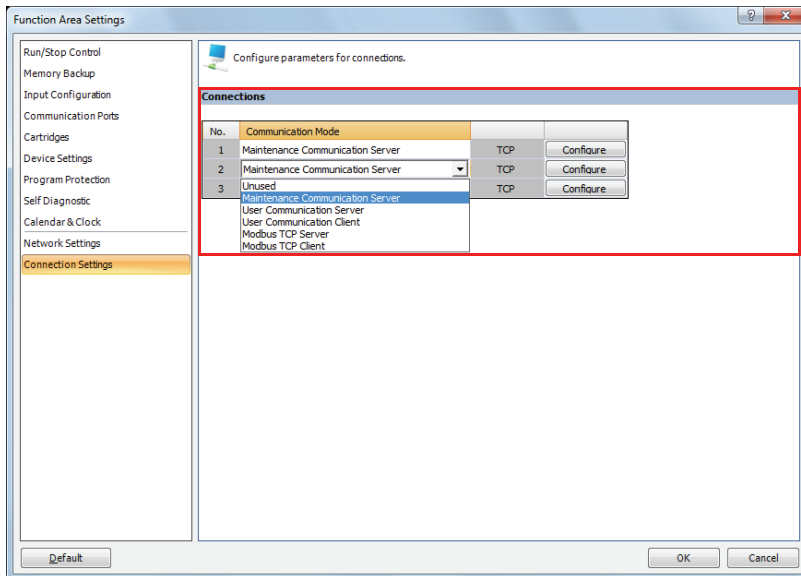 Function Area Settings
?
x
Run/Stop Control
Memory Backup
Input Configuration
Communication Ports
Cartridges
Device Settings
Program Protection
Self Diagnostic
Calendar & Clock
Network Settings
Connection Settings
Configure parameters for connections.
Connections
No. Communication Mode
1 Maintenance Communication Server TCP Configure
2 Maintenance Communication Server TCP Configure
3 TCP Configure
Unused
Maintenance Communication Server
User Communication Server
User Communication Client
Modbus TCP Server
Modbus TCP Client
Default
OK
Cancel